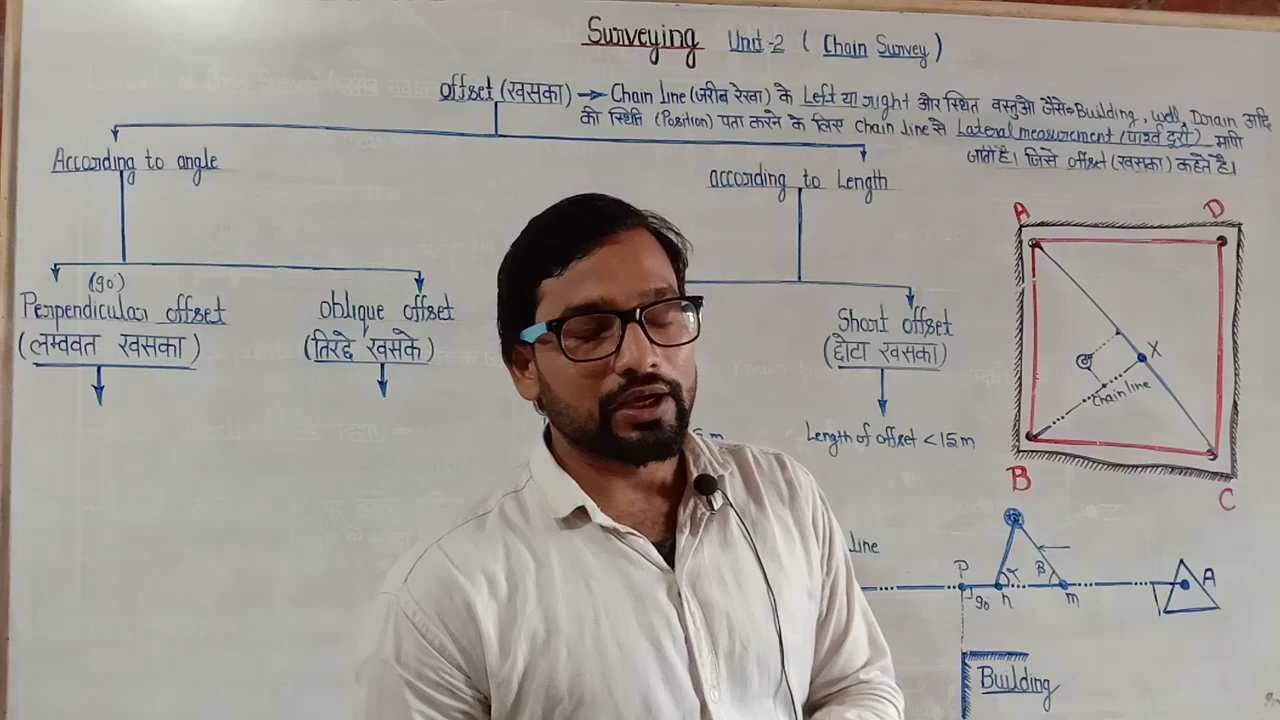 Surveying Unit-2 ( Chain Survey )
offset (खसका) → Chain line (जरीब रेखा) के Left या right ओर स्थित वस्तुओ जैसे= Building, well, Drain आदि
की स्थिति (Position) पता करने के लिए Chain line से Lateral measurement (पार्श्व दूरी) मापी
जाती है। जिसे offset (खसका) कहते है।
According to angle
according to Length
(90)
Perpendicular offset
(लम्बवत खसका)
oblique offset
(तिरछे खसके)
Short offset
(छोटा खसका)
Length of offset < 15m
A
D
X
Chain line
B
C
line
P
90
n
m
B
A
Building